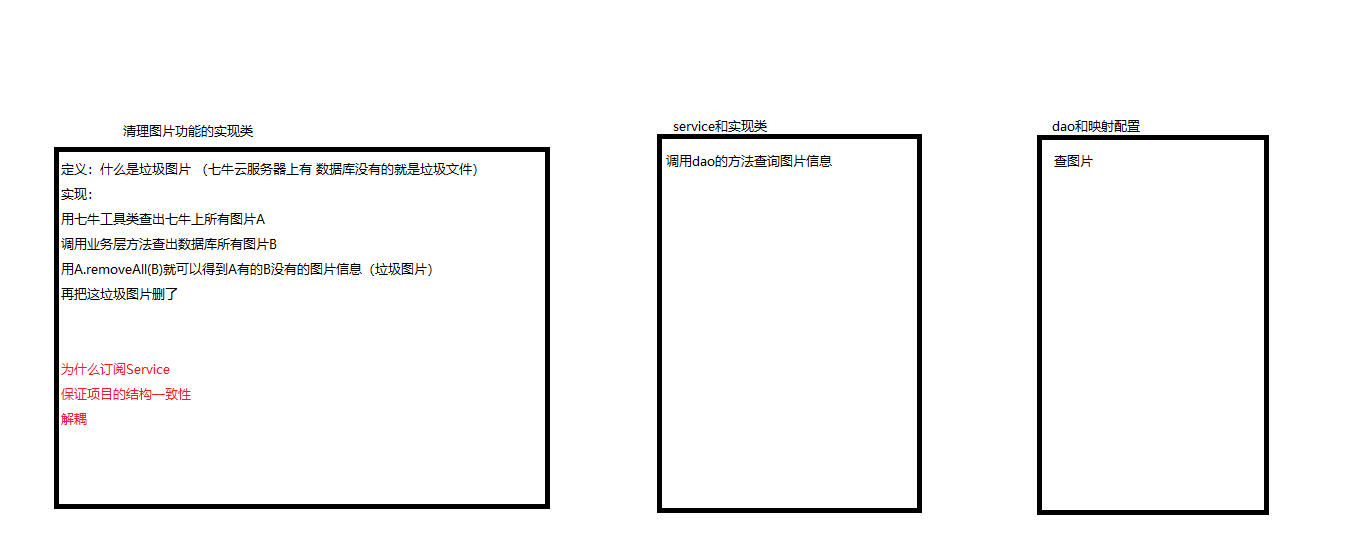 清理图片功能的实现类
定义：什么是垃圾图片 （七牛云服务器上有 数据库没有的就是垃圾文件）
实现：
用七牛工具类查出七牛上所有图片A
调用业务层方法查出数据库所有图片B
用A.removeAll(B)就可以得到A有的B没有的图片信息（垃圾图片）
再把这垃圾图片删了
为什么订阅Service
保证项目的结构一致性
解耦
service和实现类
调用dao的方法查询图片信息
dao和映射配置
查图片